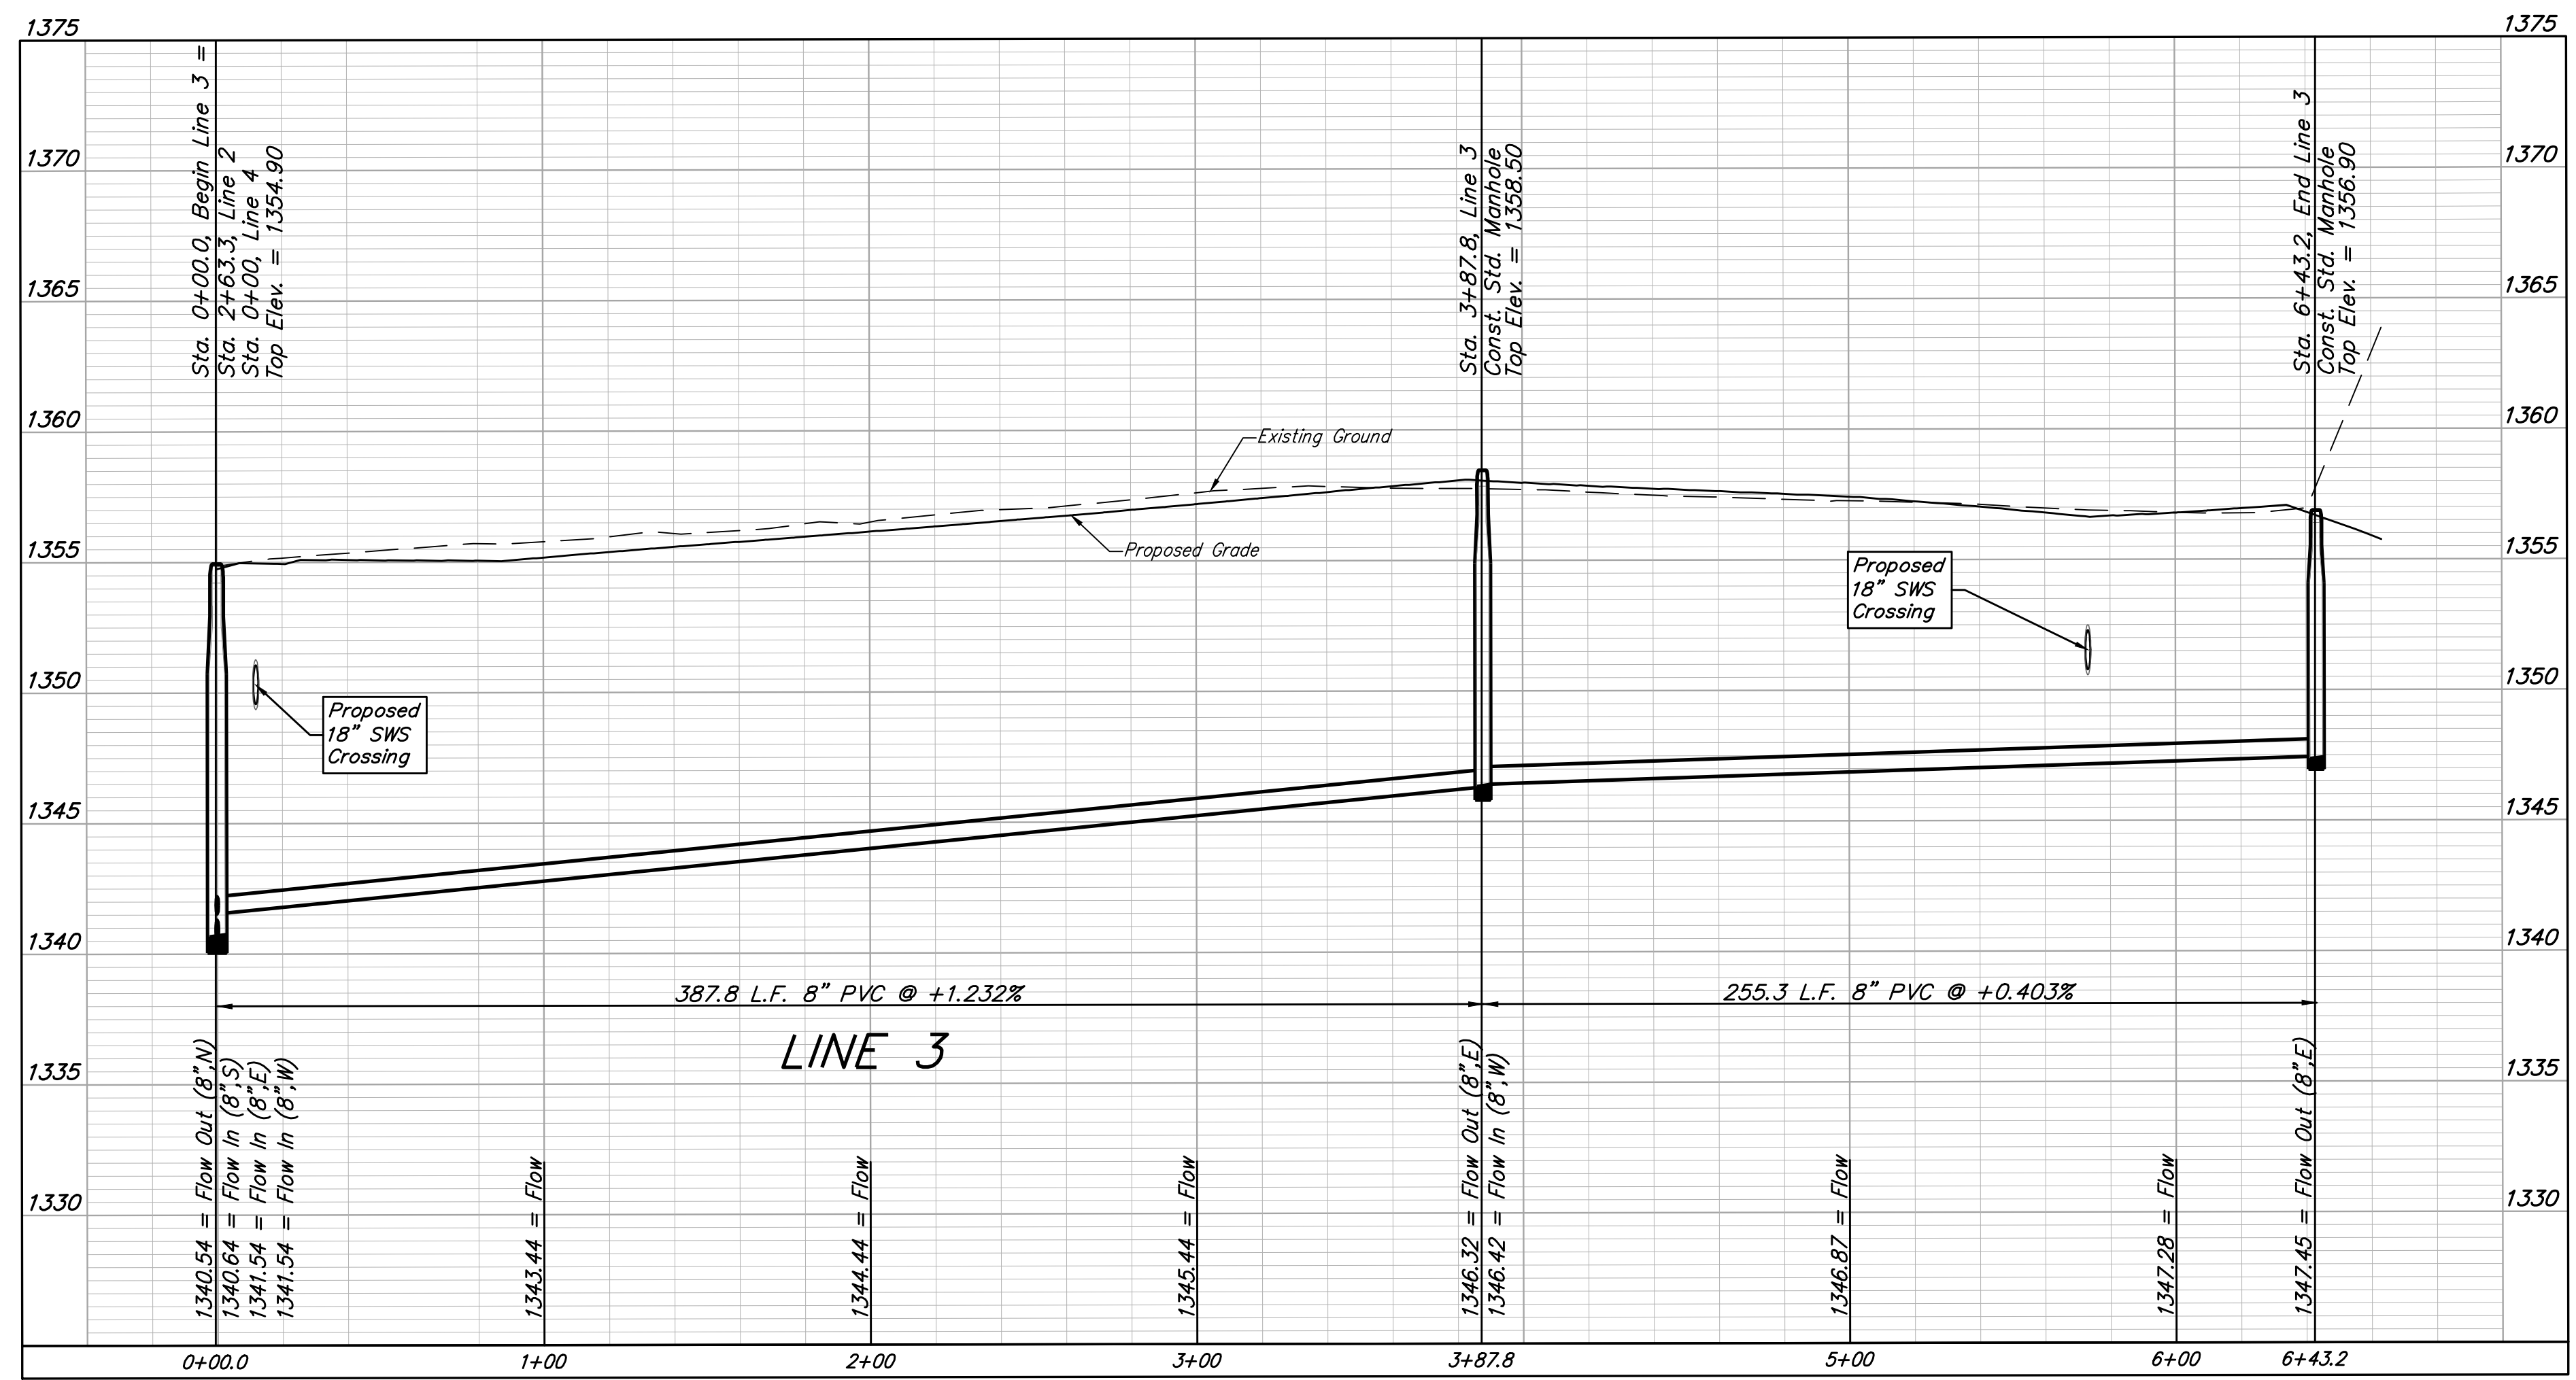 1375
1375
Sta. 0+00.0, Begin Line 3 =
Sta. 2+63.3, Line 2
Sta. 0+00, Line 4
Top Elev. = 1354.90
Sta. 3+87.8, Line 3
Const. Std. Manhole
Top Elev. = 1358.50
Sta. 6+43.2, End Line 3
Const. Std. Manhole
Top Elev. = 1356.90
1370
1370
1365
1365
1360
1360
Existing Ground
Proposed Grade
1355
1355
Proposed
18" SWS
Crossing
1350
1350
Proposed
18" SWS
Crossing
1345
1345
1340
1340
387.8 L.F. 8" PVC @ +1.232%
255.3 L.F. 8" PVC @ +0.403%
LINE 3
1335
1335
1330
1330
1340.54 = Flow Out (8",N)
1340.64 = Flow In (8",S)
1341.54 = Flow In (8",E)
1341.54 = Flow In (8",W)
1343.44 = Flow
1344.44 = Flow
1345.44 = Flow
1346.32 = Flow Out (8",E)
1346.42 = Flow In (8",W)
1346.87 = Flow
1347.28 = Flow
1347.45 = Flow Out (8",E)
0+00.0
1+00
2+00
3+00
3+87.8
5+00
6+00
6+43.2